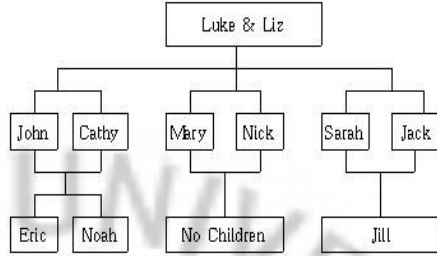 Luke & Liz
John Cathy Mary Nick Sarah Jack
Eric Noah No Children Jill